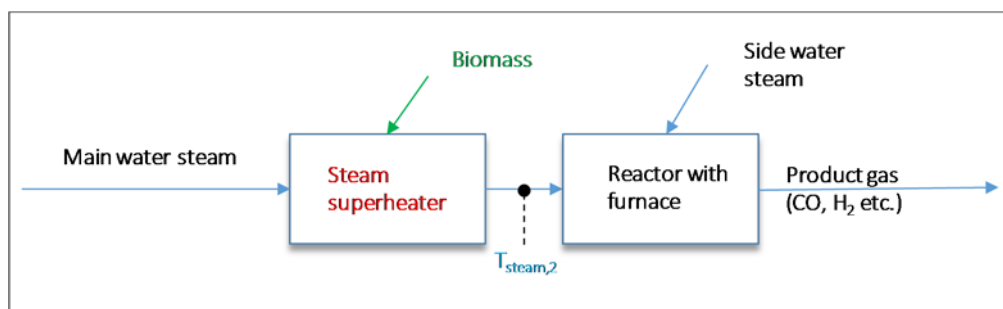 Biomass
Side water
steam
Main water steam
Steam
superheater
Reactor with
furnace
Product gas
(CO, H₂ etc.)
Tsteam,2